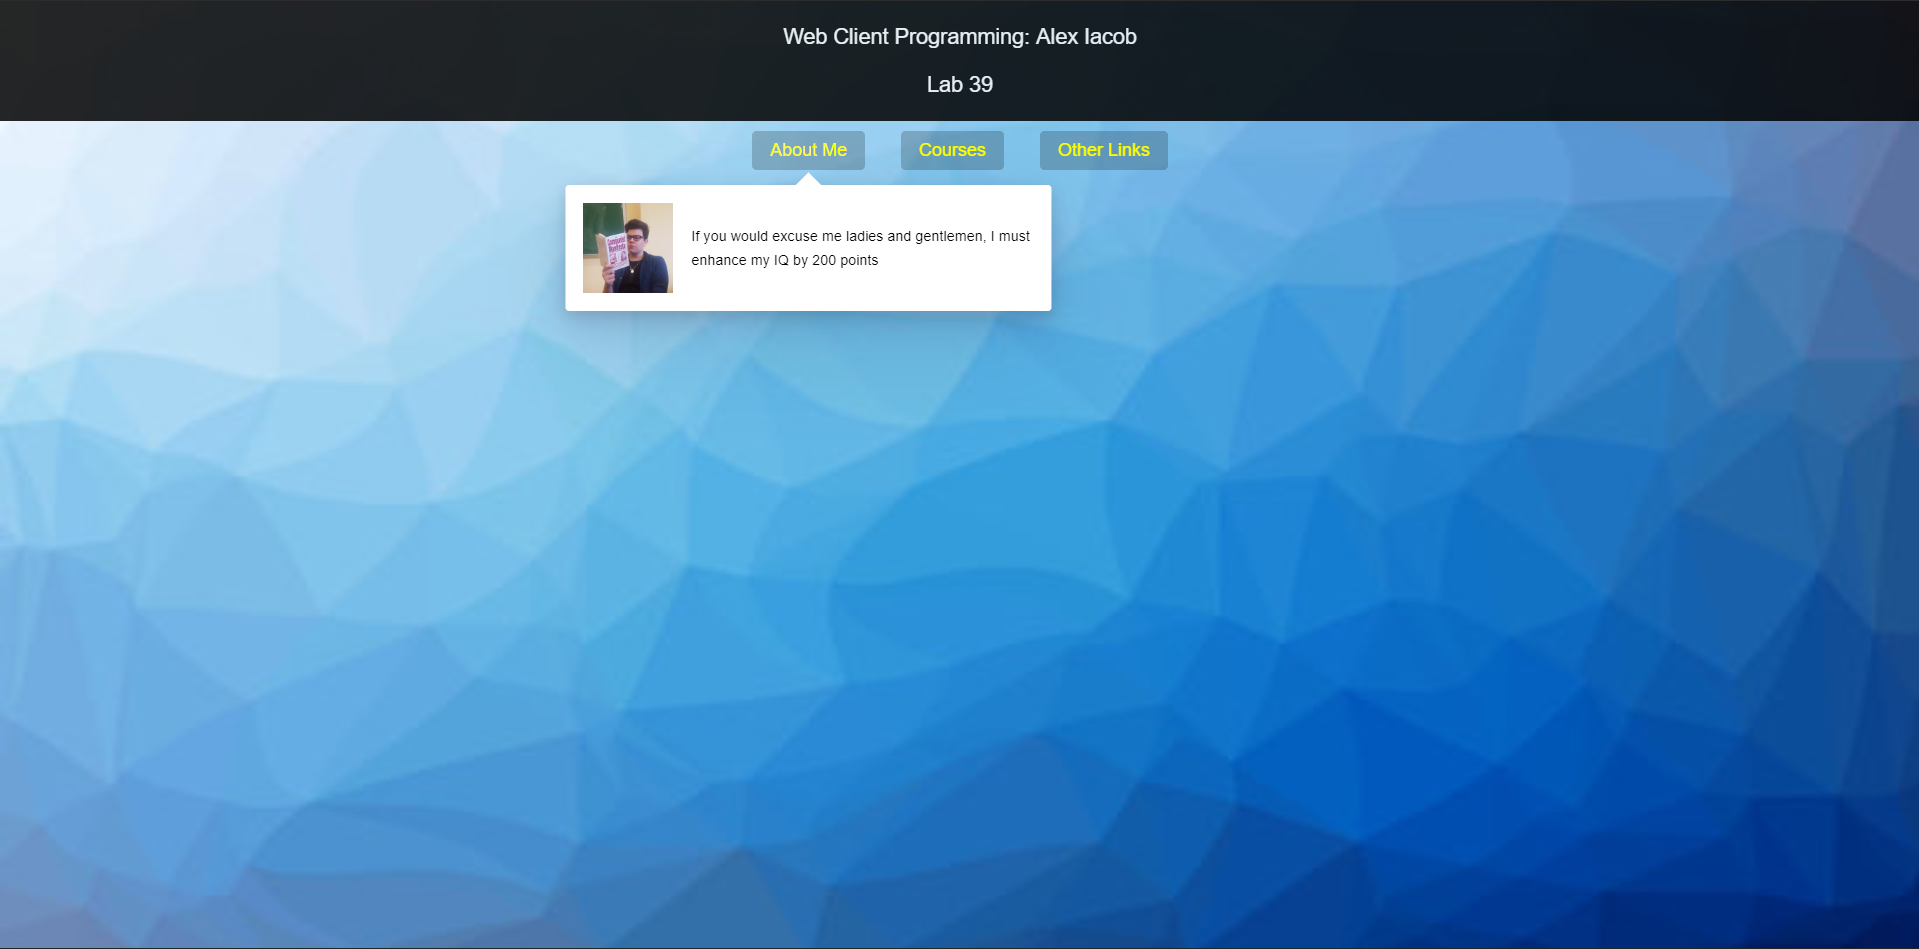 Web Client Programming: Alex Iacob
Lab 39
About Me
Courses
Other Links
If you would excuse me ladies and gentlemen, I must
enhance my IQ by 200 points